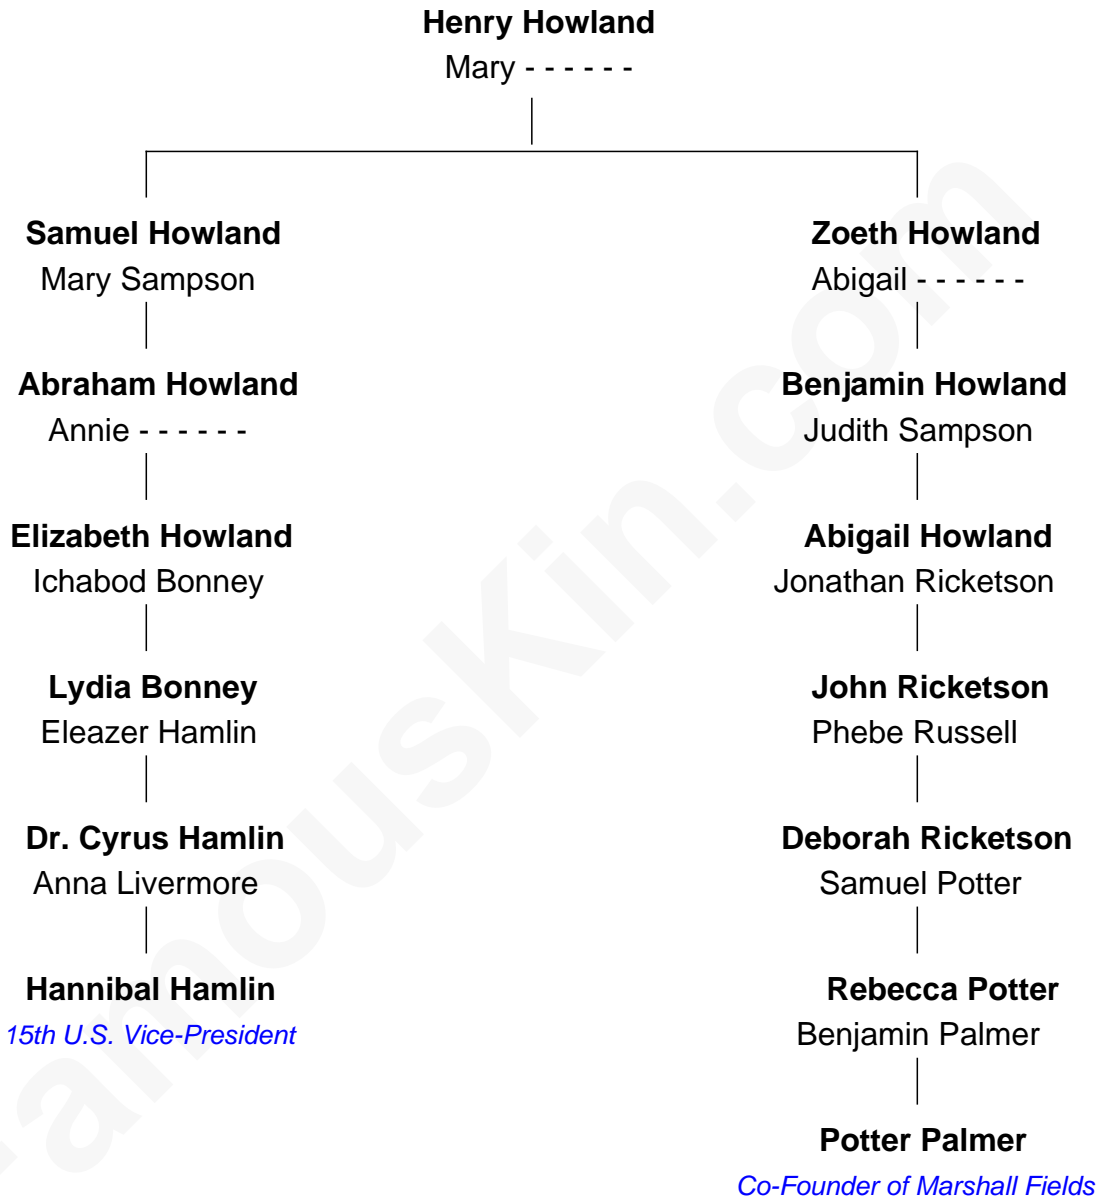 Henry Howland
Mary - - - - - -
Samuel Howland
Mary Sampson
Zoeth Howland
Abigail - - - - - -
Abraham Howland
Annie - - - - - -
Benjamin Howland
Judith Sampson
Elizabeth Howland
Ichabod Bonney
Abigail Howland
Jonathan Ricketson
Lydia Bonney
Eleazer Hamlin
John Ricketson
Phebe Russell
Dr. Cyrus Hamlin
Anna Livermore
Deborah Ricketson
Samuel Potter
Hannibal Hamlin
15th U.S. Vice-President
Rebecca Potter
Benjamin Palmer
Potter Palmer
Co-Founder of Marshall Fields
FamousKin.com